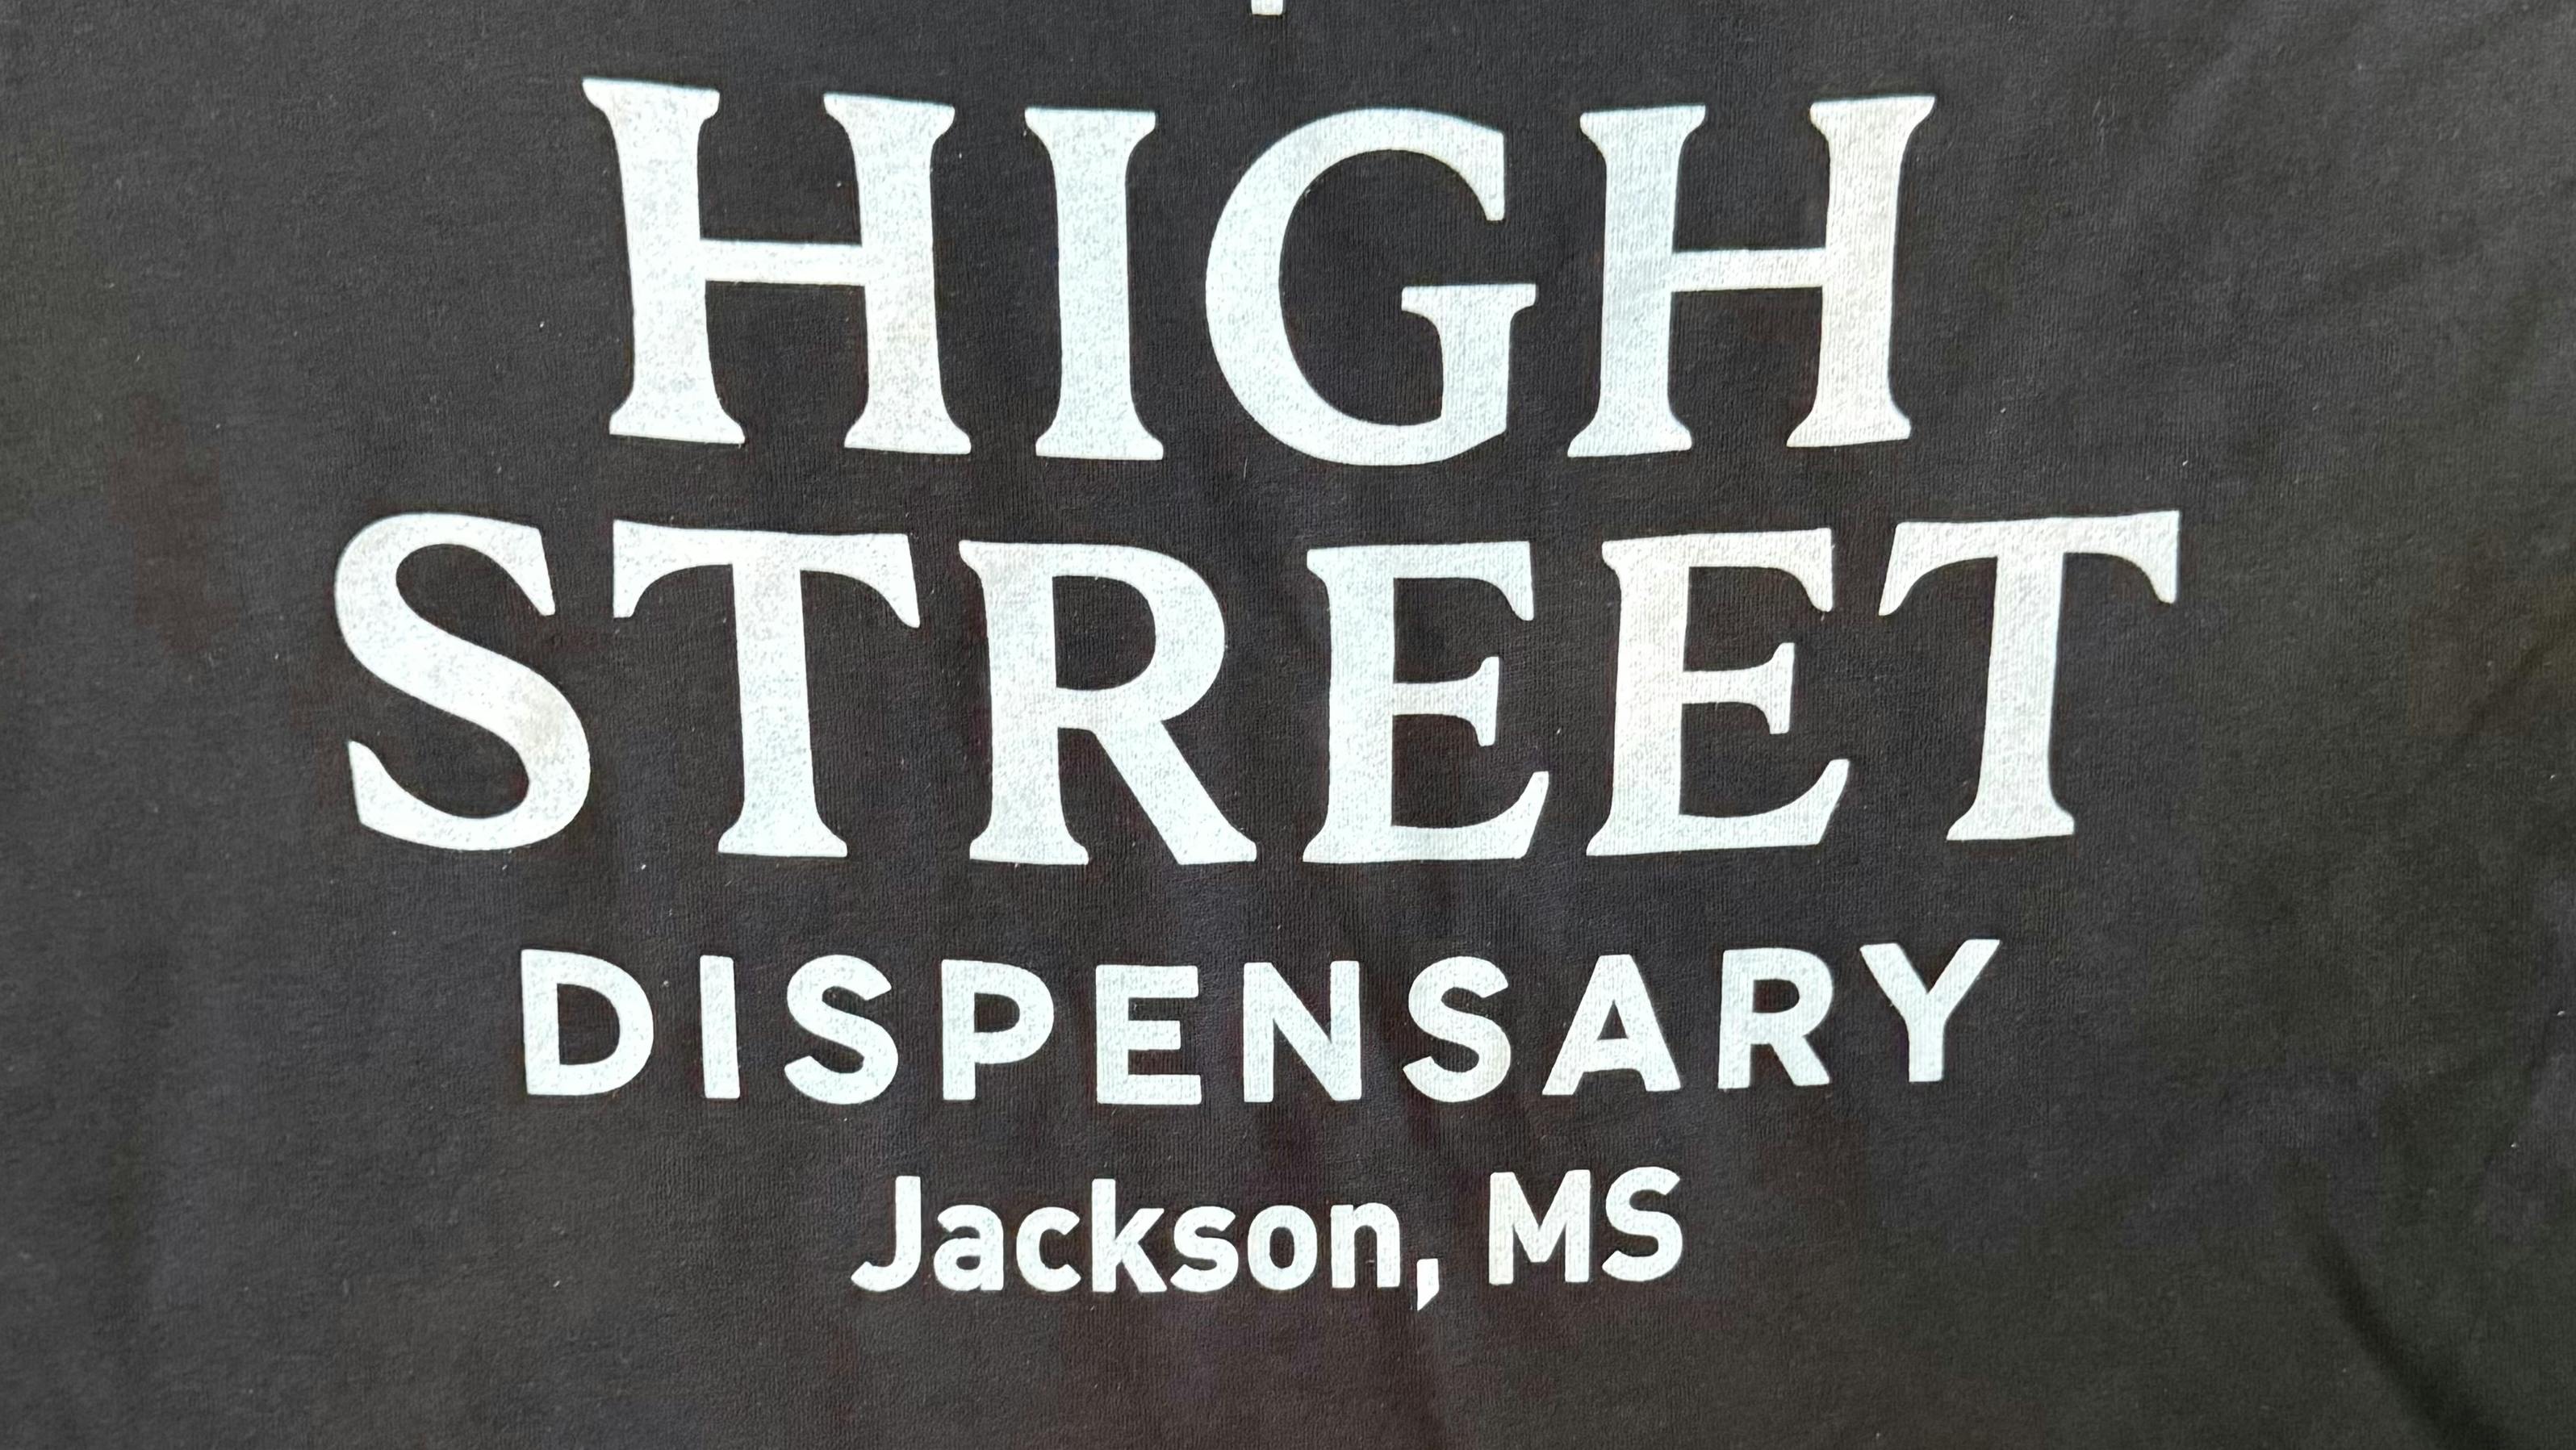 HIGH
STREET
DISPENSARY
Jackson, MS